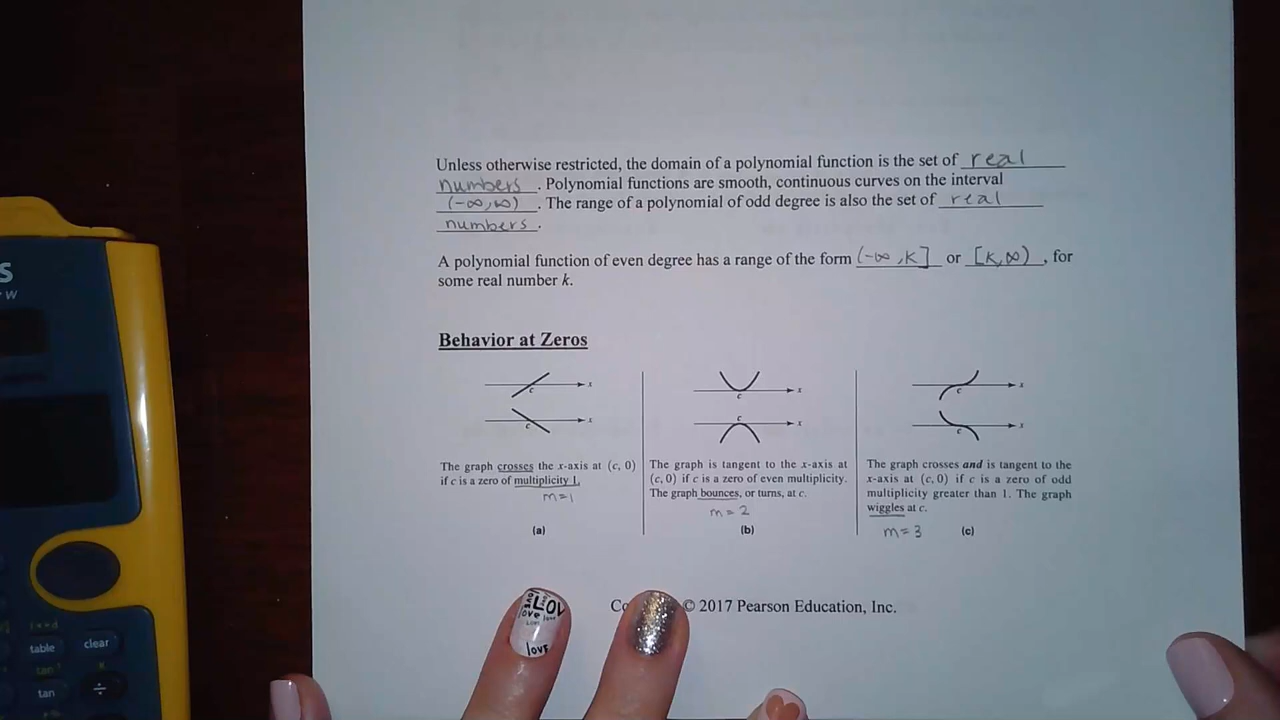 Unless otherwise restricted, the domain of a polynomial function is the set of real
numbers. Polynomial functions are smooth, continuous curves on the interval
(-∞,∞). The range of a polynomial of odd degree is also the set of real
numbers.
A polynomial function of even degree has a range of the form (-∞,K] or [K,∞), for
some real number k.
Behavior at Zeros
c x
c x
The graph crosses the x-axis at (c, 0)
if c is a zero of multiplicity 1.
m=1
(a)
c x
c x
The graph is tangent to the x-axis at
(c, 0) if c is a zero of even multiplicity.
The graph bounces, or turns, at c.
m=2
(b)
c x
c x
The graph crosses and is tangent to the
x-axis at (c, 0) if c is a zero of odd
multiplicity greater than 1. The graph
wiggles at c.
m=3
(c)
© 2017 Pearson Education, Inc.
LOV
love
love
table clear
tan
tan ÷